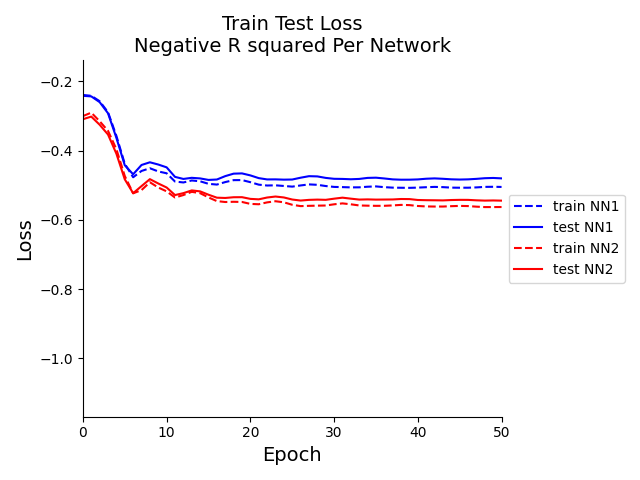 Train Test Loss
Negative R squared Per Network
−0.2
−0.4
−0.6
−0.8
−1.0
Loss
0
10
20
30
40
50
Epoch
train NN1
test NN1
train NN2
test NN2